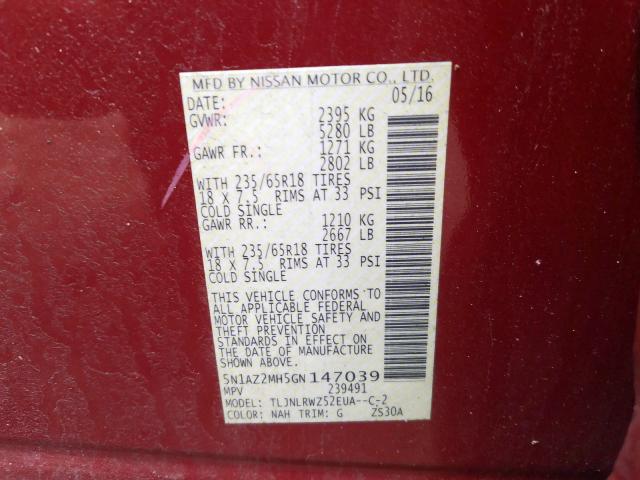 MFD BY NISSAN MOTOR CO., LTD.
DATE: 05/16
GVWR: 2395 KG
5280 LB
GAWR FR.: 1271 KG
2802 LB
WITH 235/65R18 TIRES
18 X 7.5 RIMS AT 33 PSI
COLD SINGLE
GAWR RR.: 1210 KG
2667 LB
WITH 235/65R18 TIRES
18 X 7.5 RIMS AT 33 PSI
COLD SINGLE
THIS VEHICLE CONFORMS TO
ALL APPLICABLE FEDERAL
MOTOR VEHICLE SAFETY AND
THEFT PREVENTION
STANDARDS IN EFFECT ON
THE DATE OF MANUFACTURE
SHOWN ABOVE.
5N1AZ2MH5GN147039
MPV 239491
MODEL: TLJNLRWZ52EUA--C-2
COLOR: NAH TRIM: G ZS30A